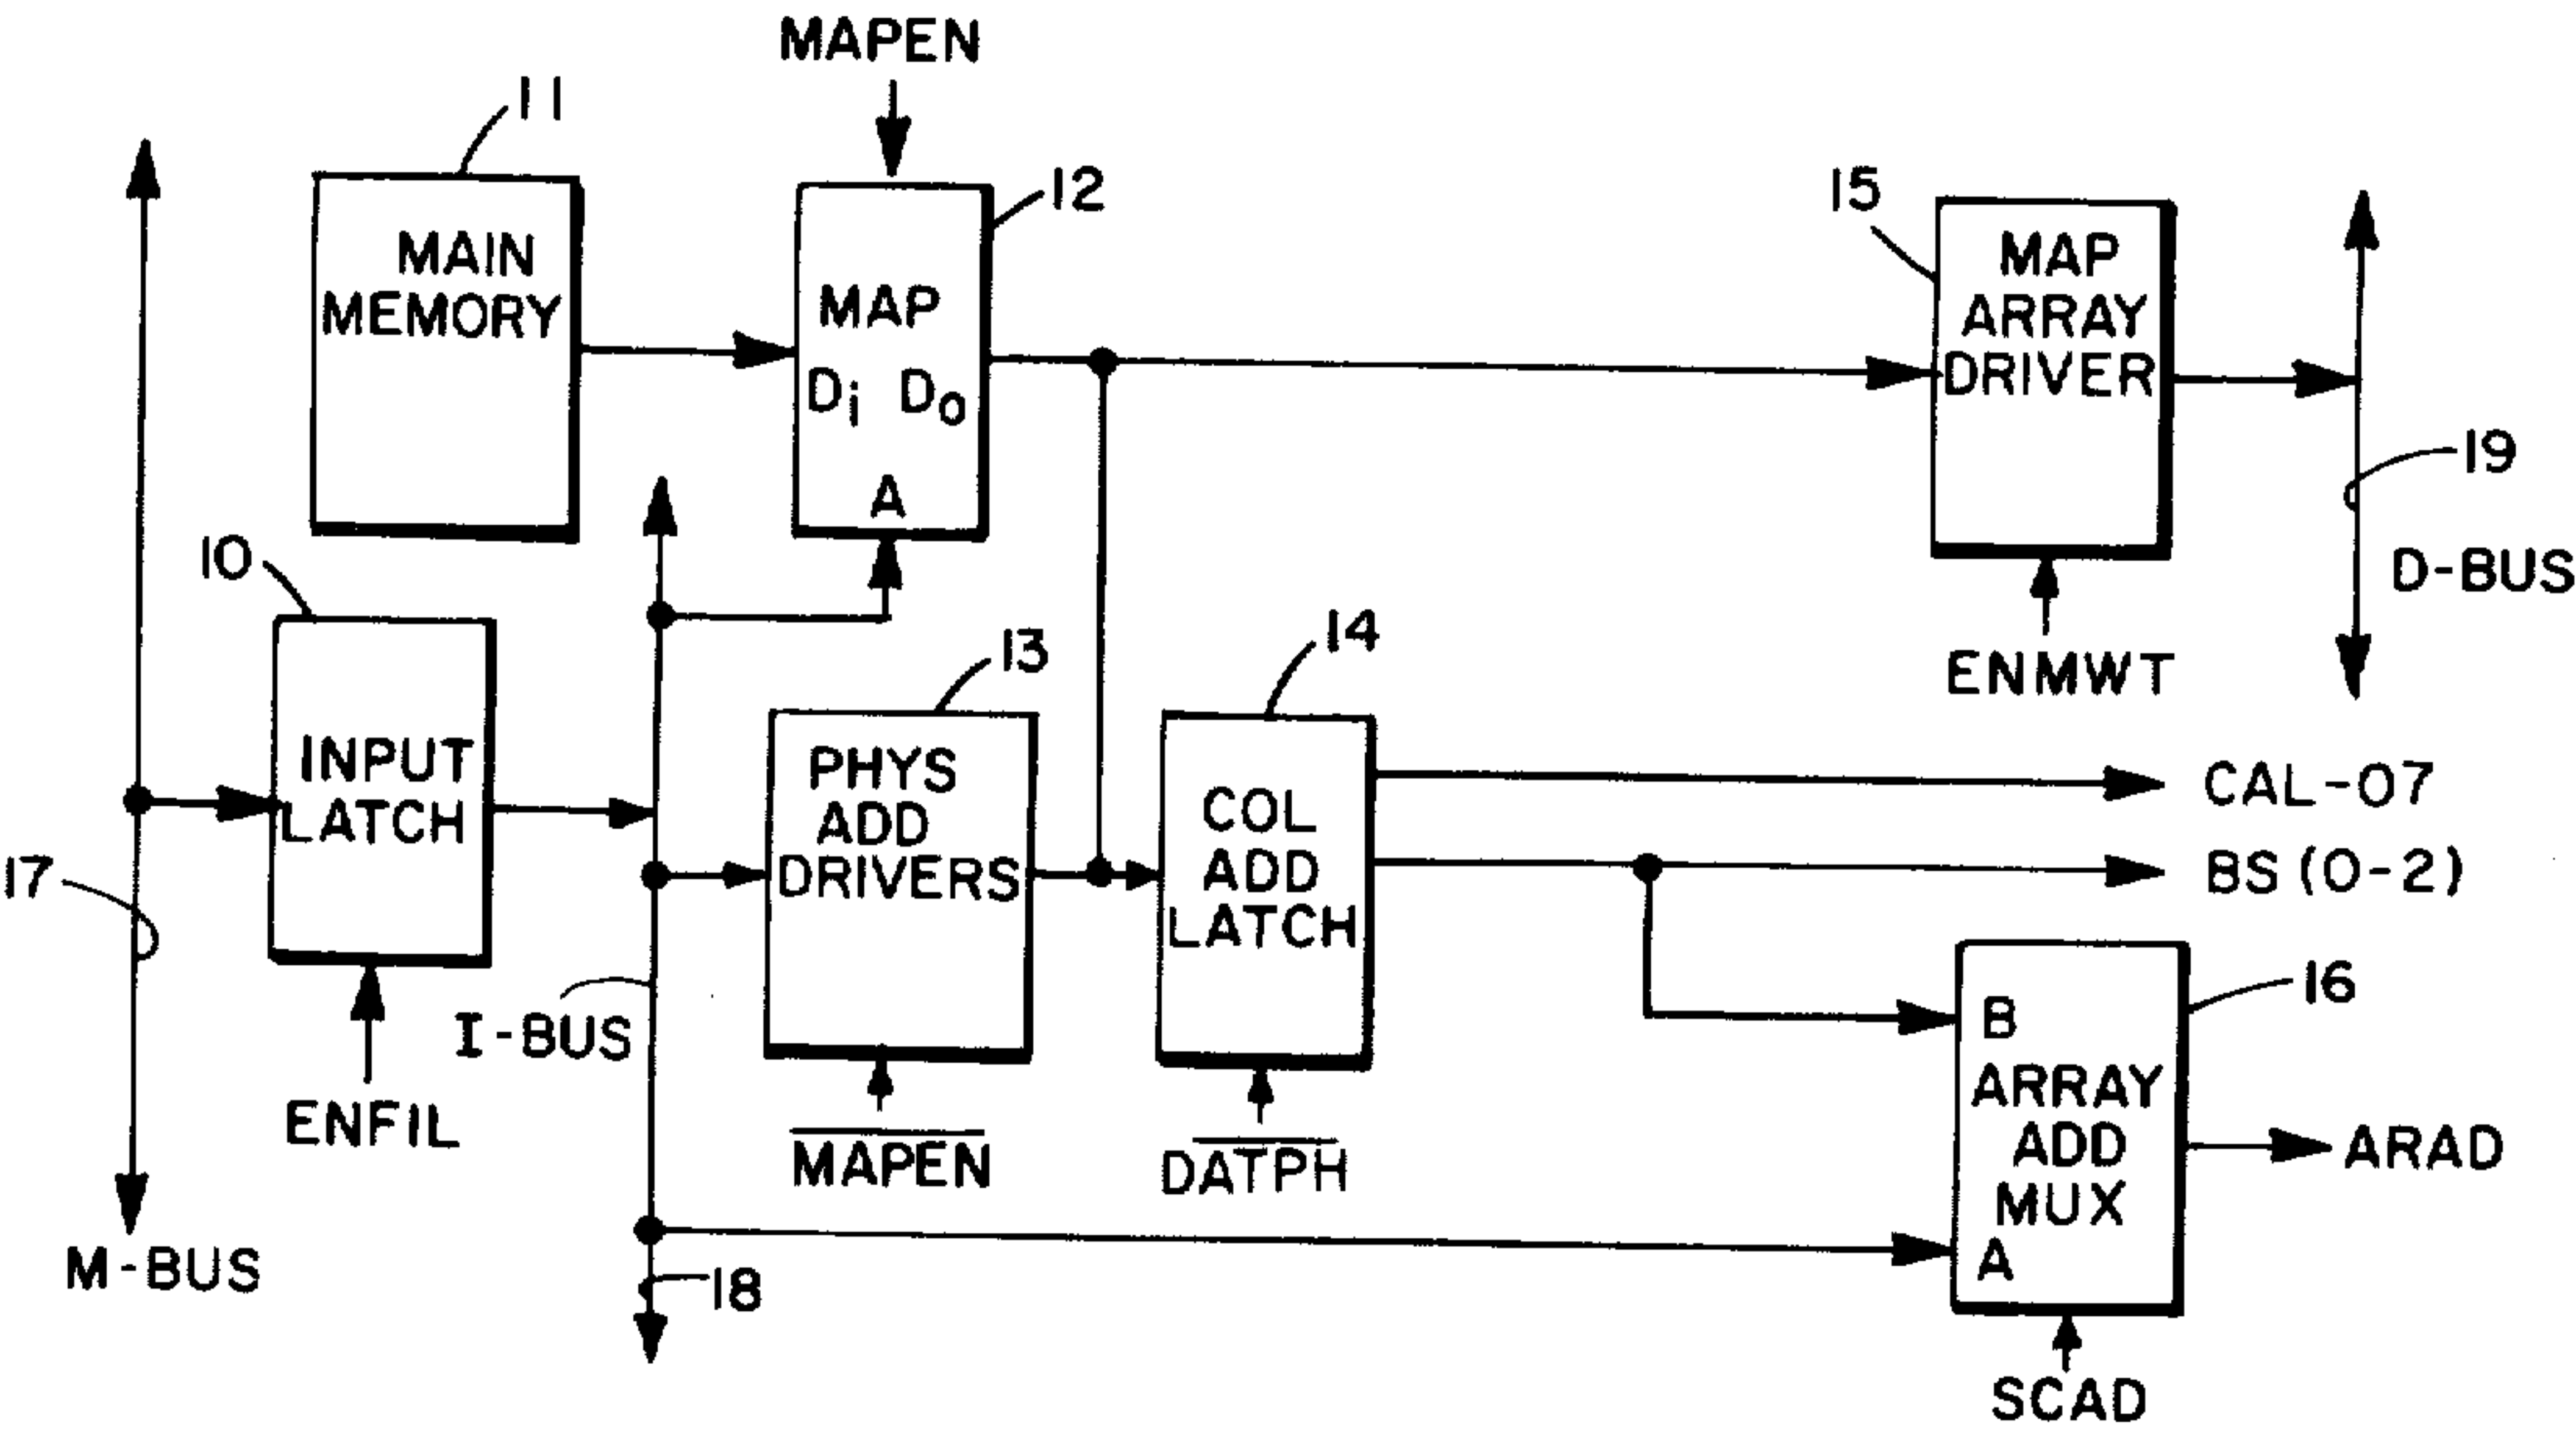 MAPEN
11
MAIN
MEMORY
12
MAP
Di Do
A
15
MAP
ARRAY
DRIVER
19
D-BUS
ENMWT
10
INPUT
LATCH
ENFIL
17
M-BUS
I-BUS
18
13
PHYS
ADD
DRIVERS
M̅A̅P̅E̅N̅
14
COL
ADD
LATCH
D̅A̅T̅P̅H̅
CAL-07
BS (0-2)
16
B
ARRAY
ADD
MUX
A
ARAD
SCAD